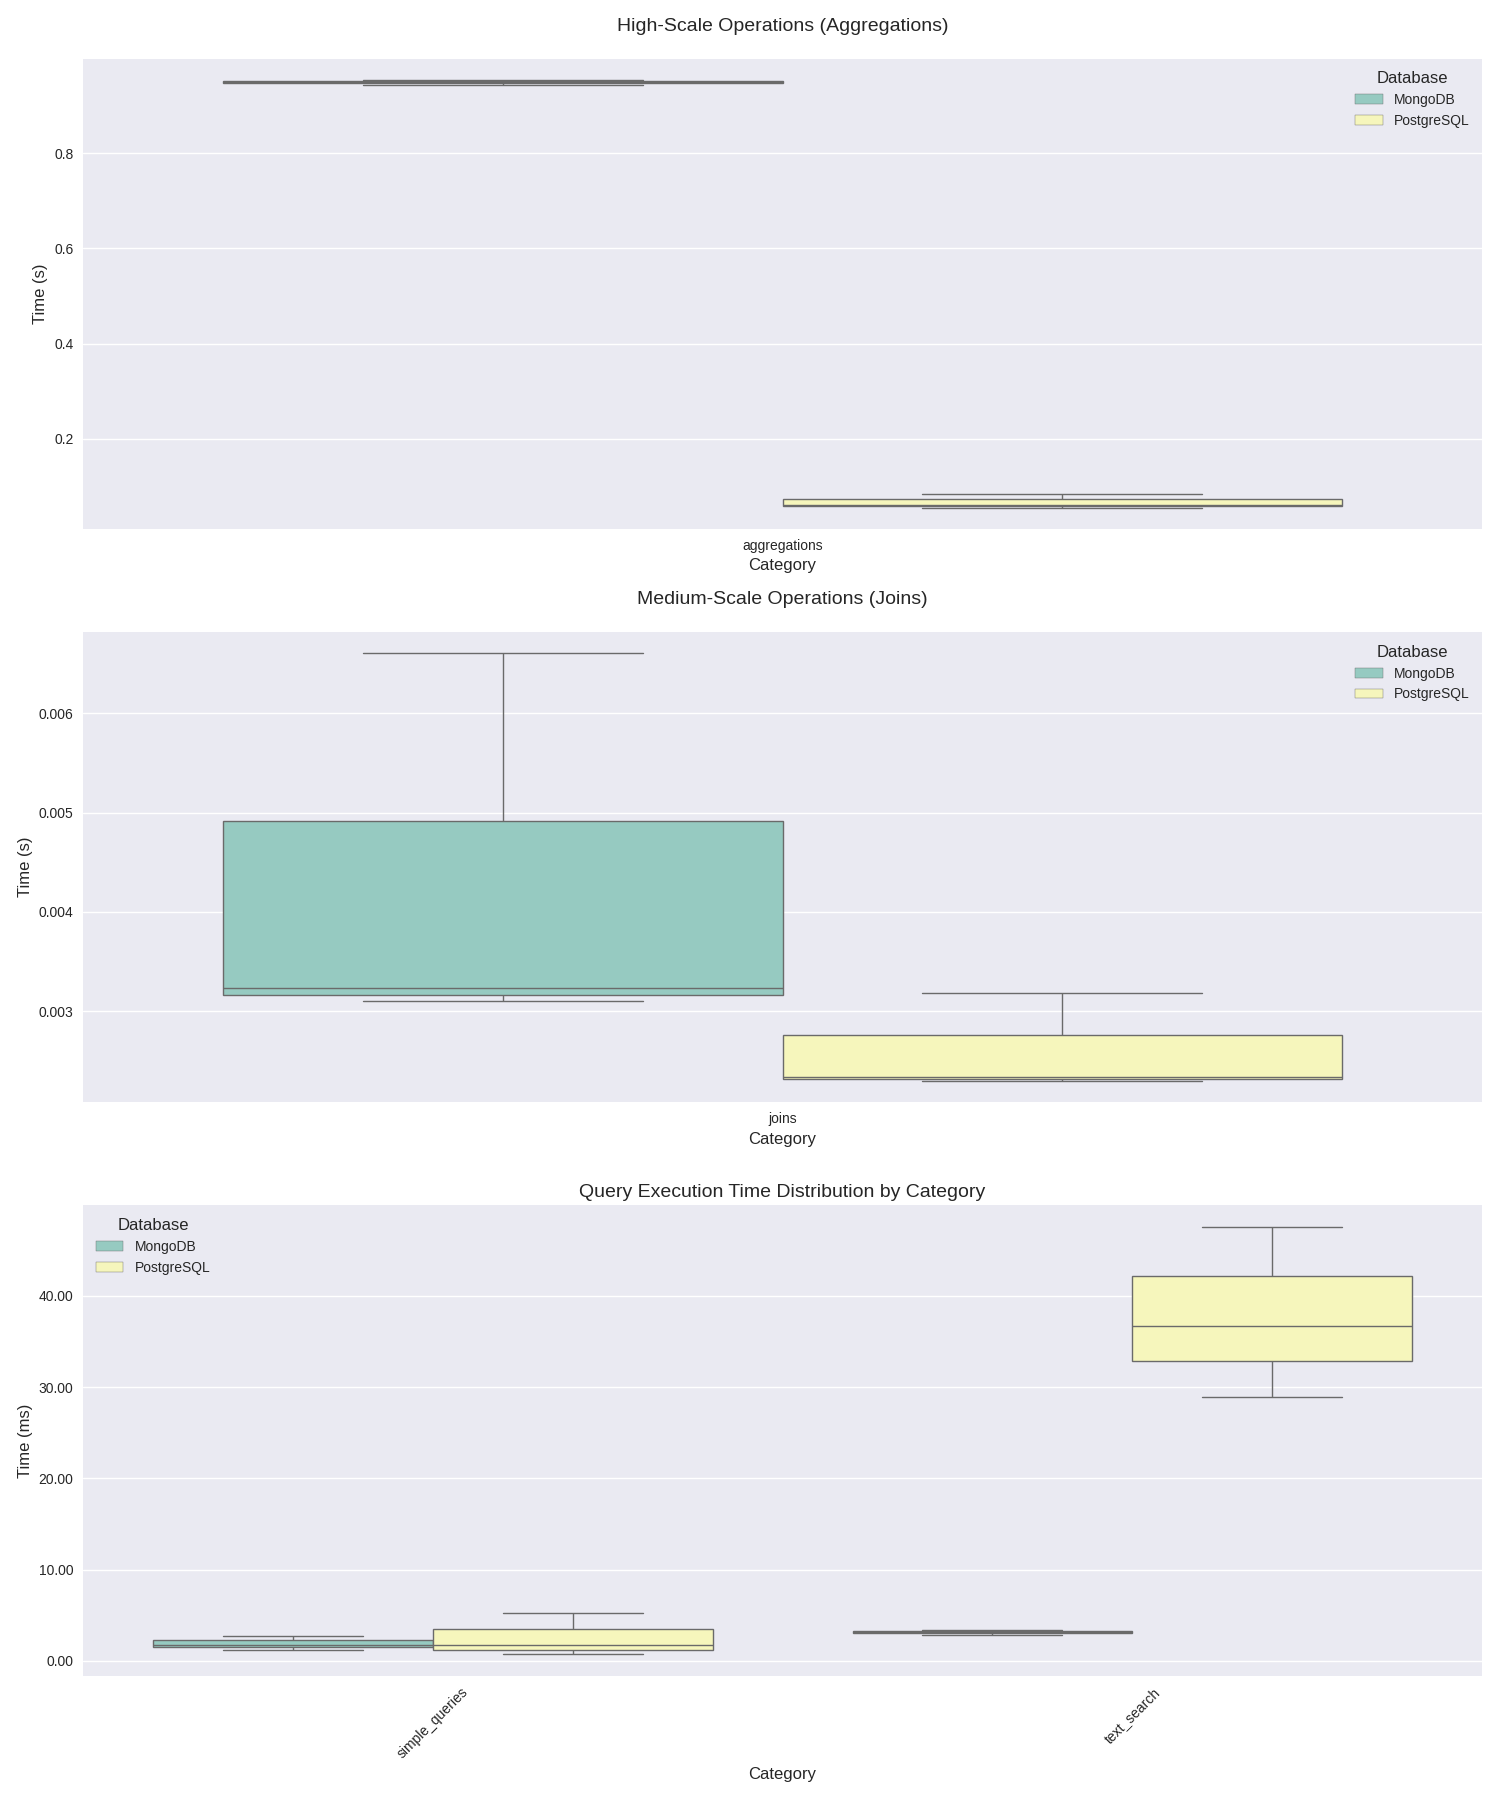 High-Scale Operations (Aggregations)
Database
MongoDB
PostgreSQL
Time (s)
0.8
0.6
0.4
0.2
aggregations
Category
Medium-Scale Operations (Joins)
Database
MongoDB
PostgreSQL
Time (s)
0.006
0.005
0.004
0.003
joins
Category
Query Execution Time Distribution by Category
Database
MongoDB
PostgreSQL
Time (ms)
40.00
30.00
20.00
10.00
0.00
simple_queries
text_search
Category